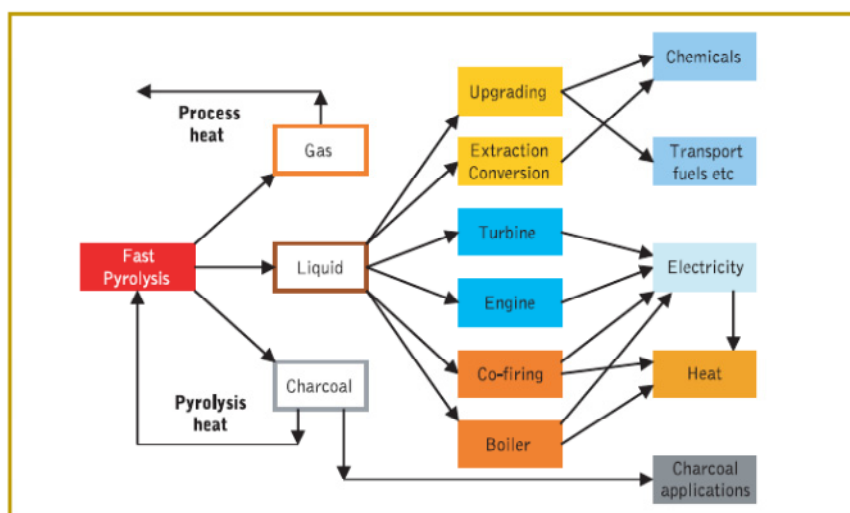 Process
heat
Gas
Fast
Pyrolysis
Liquid
Charcoal
Pyrolysis
heat
Upgrading
Extraction
Conversion
Turbine
Engine
Co-firing
Boiler
Chemicals
Transport
fuels etc
Electricity
Heat
Charcoal
applications